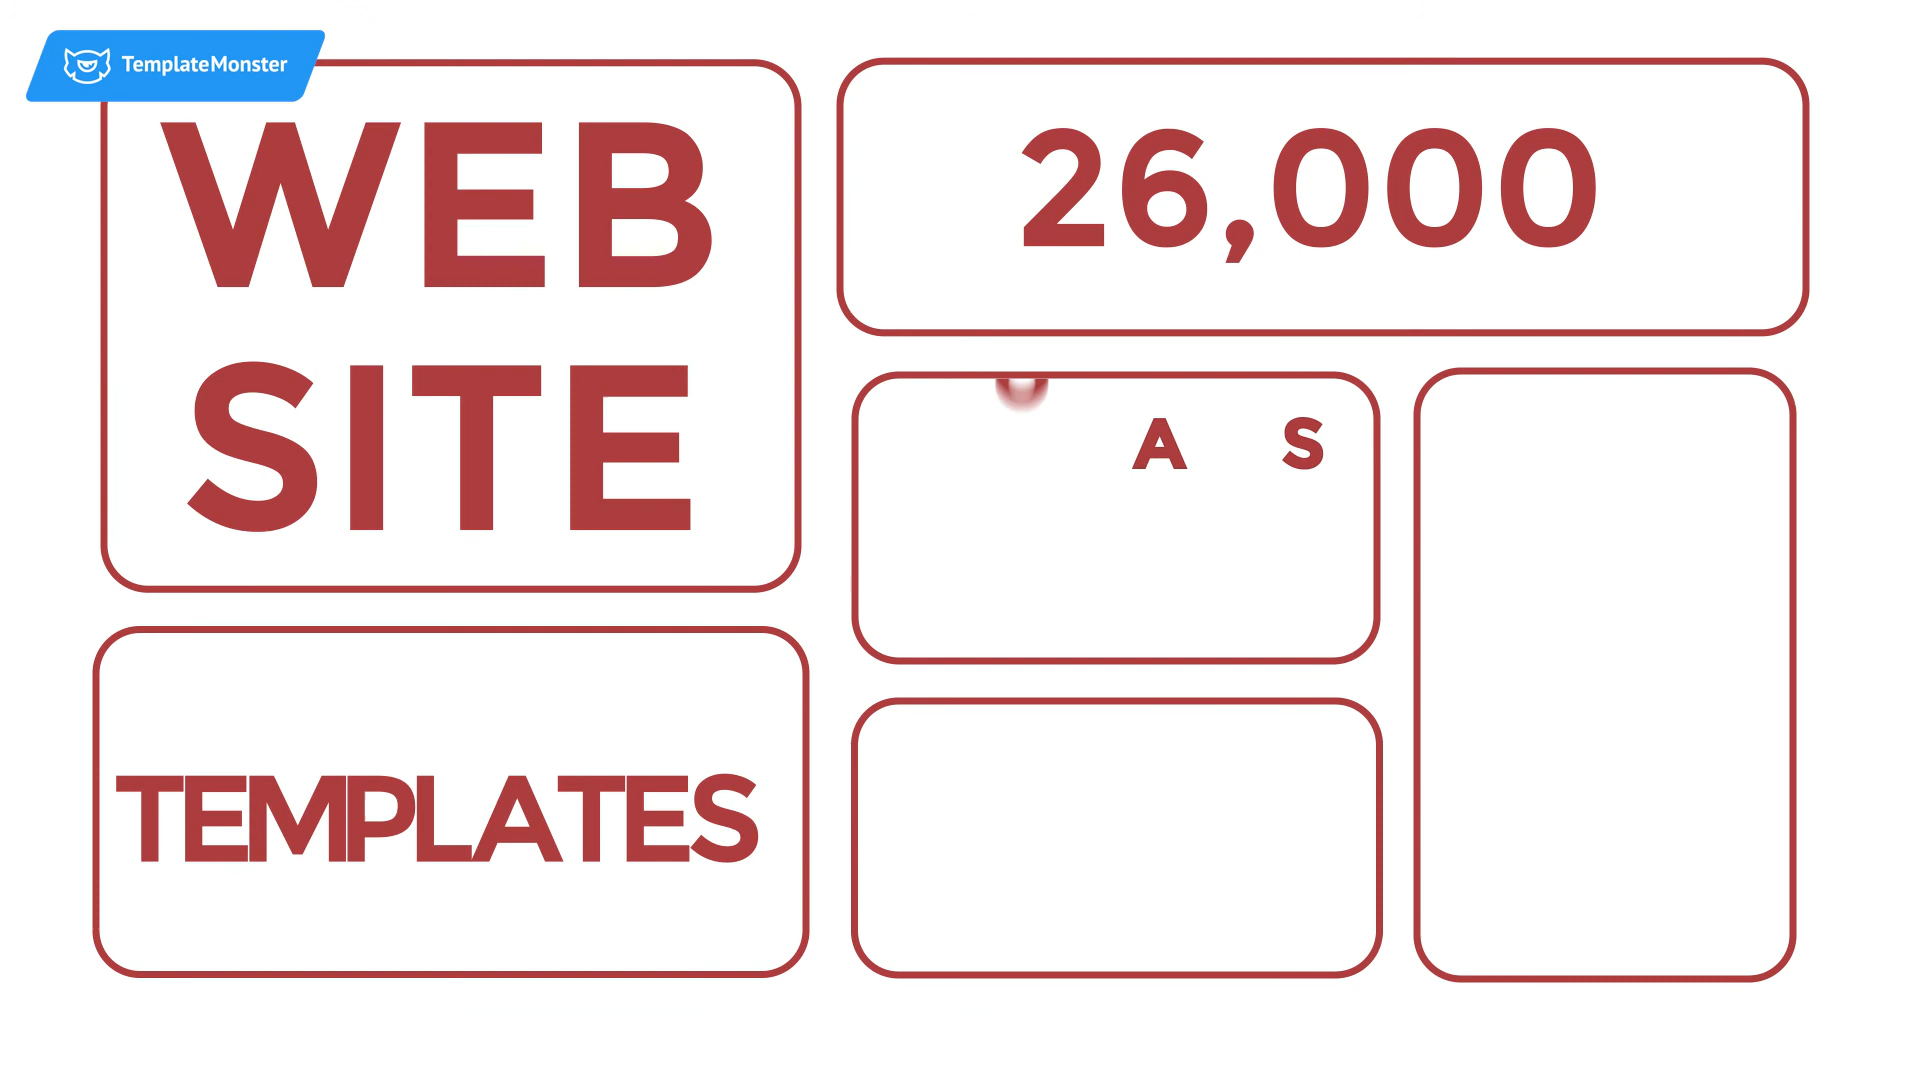 TemplateMonster
WEB
SITE
TEMPLATES
26,000
A S